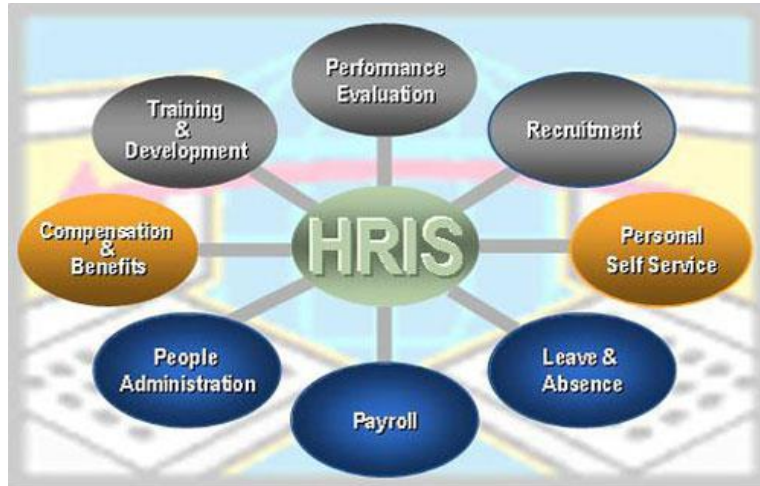 Performance
Evaluation
Training
&
Development
Recruitment
HRIS
Compensation
&
Benefits
Personal
Self Service
People
Administration
Leave &
Absence
Payroll